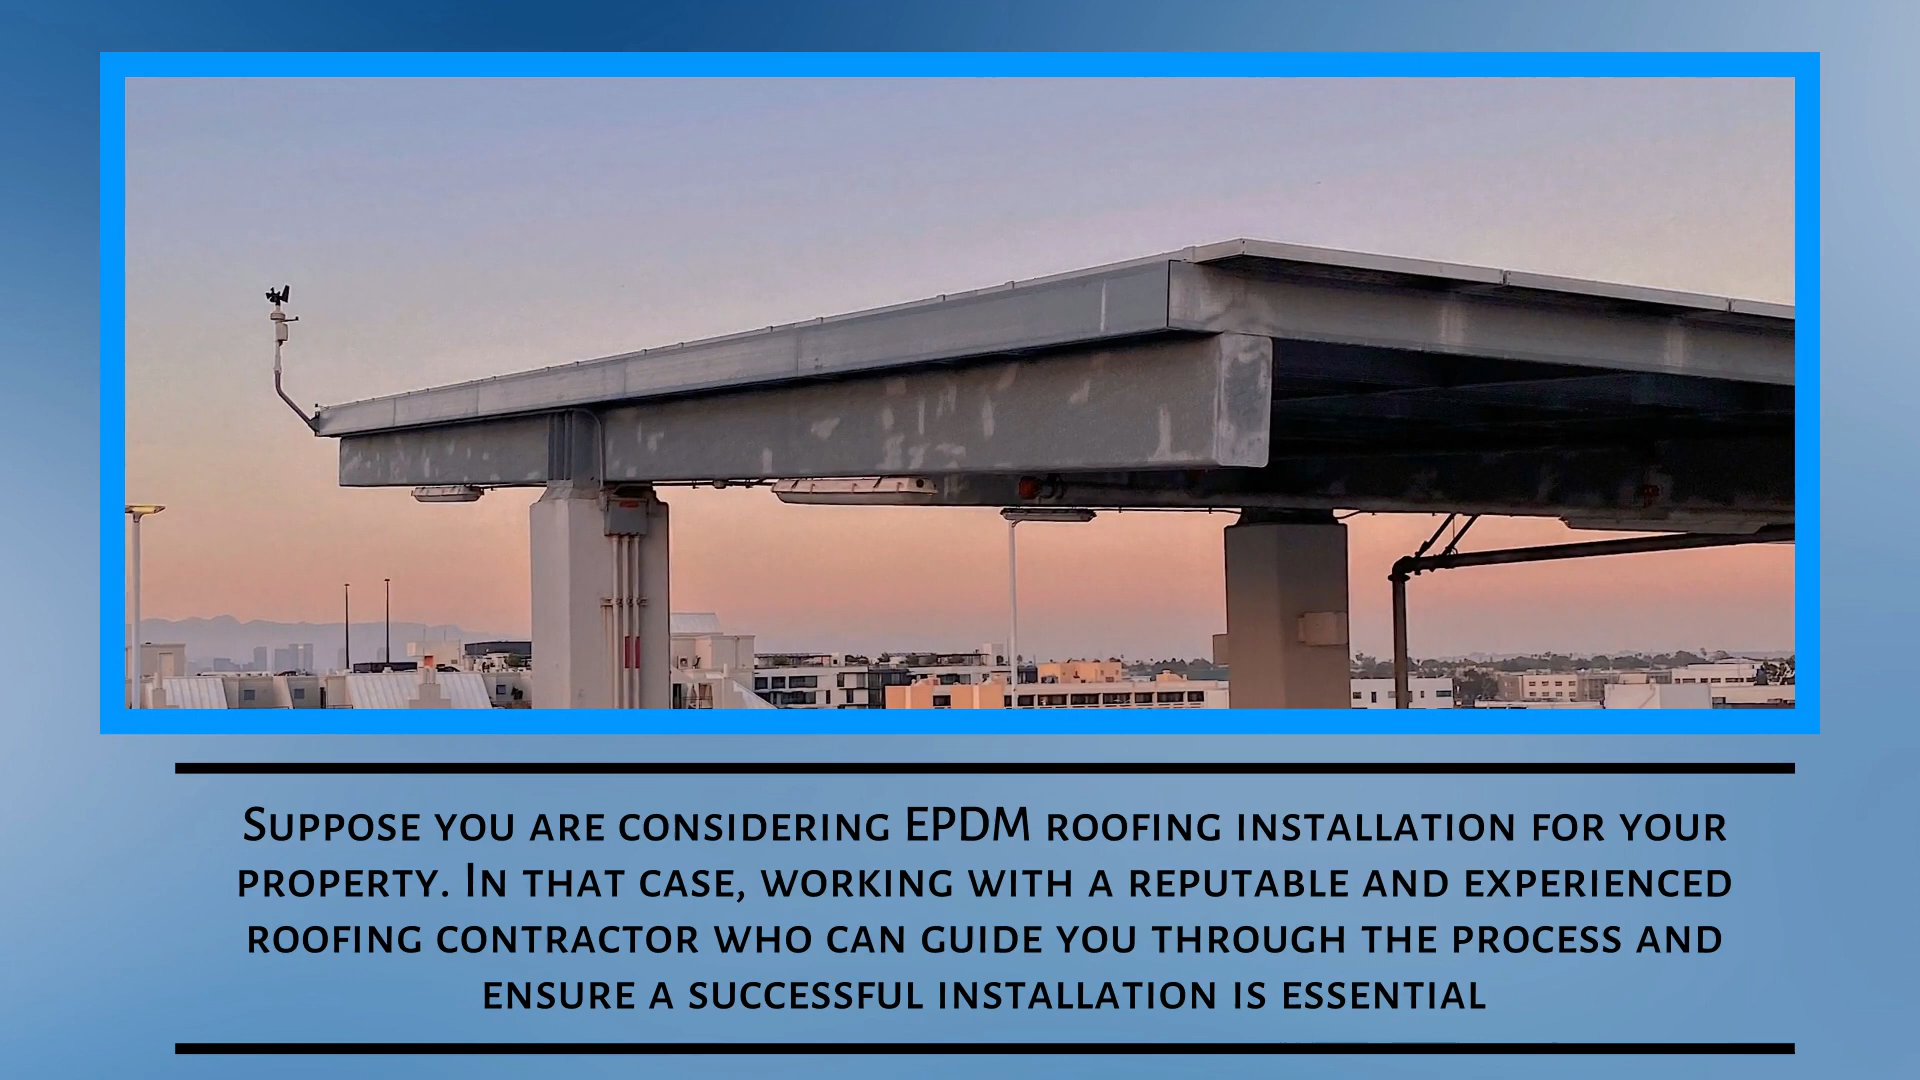 Suppose you are considering EPDM roofing installation for your
property. In that case, working with a reputable and experienced
roofing contractor who can guide you through the process and
ensure a successful installation is essential